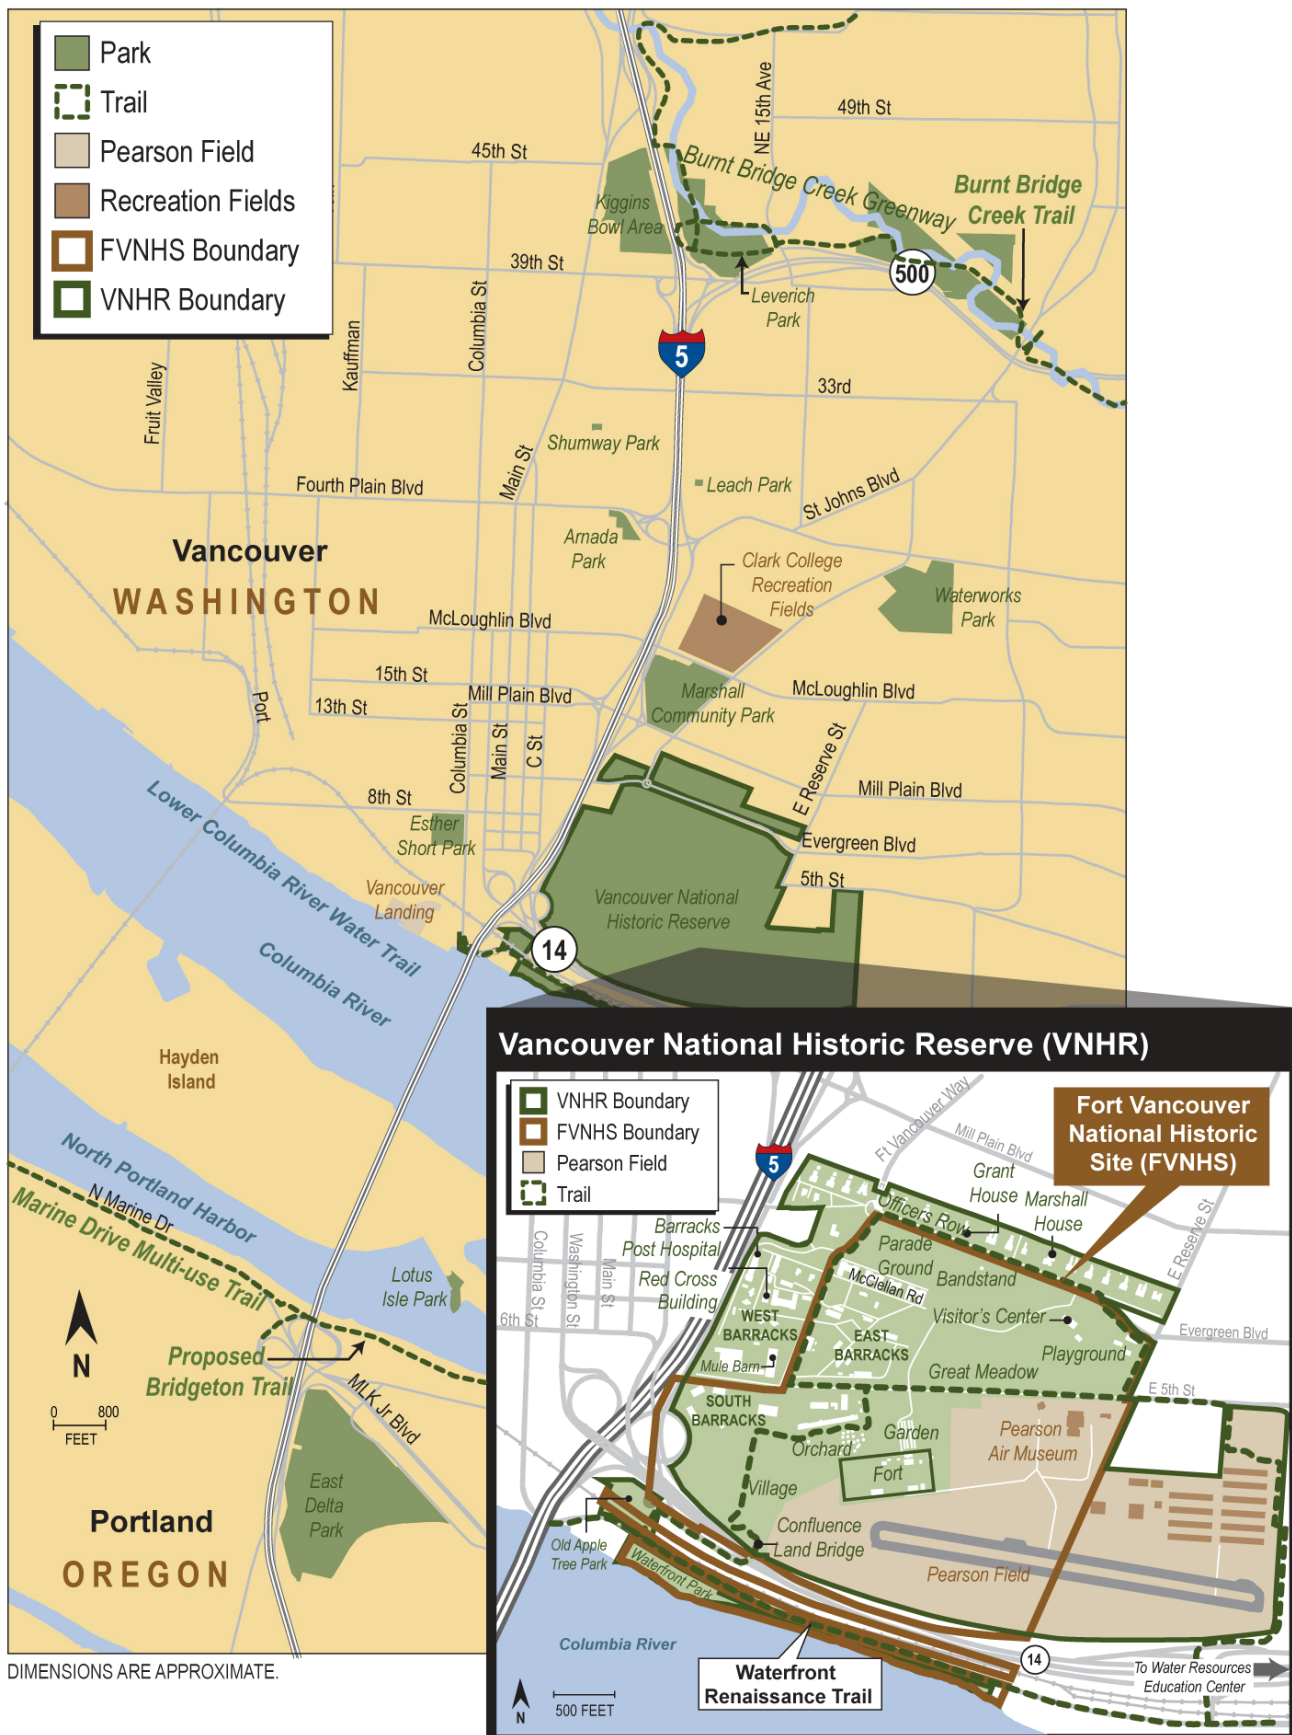 Park
Trail
Pearson Field
Recreation Fields
FVNHS Boundary
VNHR Boundary
45th St
NE 15th Ave
49th St
Burnt Bridge Creek Greenway
Burnt Bridge
Creek Trail
Kiggins
Bowl Area
39th St
500
Leverich
Park
Columbia St
Kauffman
Fruit Valley
5
33rd
Shumway Park
Main St
Leach Park
Fourth Plain Blvd
St Johns Blvd
Arnada
Park
Clark College
Recreation
Fields
Waterworks
Park
Vancouver
WASHINGTON
McLoughlin Blvd
15th St
Mill Plain Blvd
13th St
Port
Columbia St
Main St
C St
Marshall
Community Park
McLoughlin Blvd
E Reserve St
Mill Plain Blvd
8th St
Esther
Short Park
Evergreen Blvd
5th St
Vancouver
Landing
Vancouver National
Historic Reserve
14
Lower Columbia River Water Trail
Columbia River
Hayden
Island
North Portland Harbor
N Marine Dr
Marine Drive Multi-use Trail
Lotus
Isle Park
N
0 800
FEET
Proposed
Bridgeton Trail
MLK Jr Blvd
East
Delta
Park
Portland
OREGON
DIMENSIONS ARE APPROXIMATE.
Vancouver National Historic Reserve (VNHR)
VNHR Boundary
FVNHS Boundary
Pearson Field
Trail
5
Ft Vancouver Way
Mill Plain Blvd
Fort Vancouver
National Historic
Site (FVNHS)
Grant
House
Marshall
House
Officers Row
E Reserve St
Barracks
Post Hospital
Red Cross
Building
Parade
Ground
Bandstand
McClellan Rd
Visitor's Center
Columbia St
Washington St
Main St
6th St
WEST
BARRACKS
EAST
BARRACKS
Mule Barn
Playground
Evergreen Blvd
Great Meadow
E 5th St
SOUTH
BARRACKS
Orchard
Garden
Pearson
Air Museum
Village
Fort
Confluence
Land Bridge
Old Apple
Tree Park
Waterfront Park
Pearson Field
Columbia River
Waterfront
Renaissance Trail
14
To Water Resources
Education Center
N
500 FEET